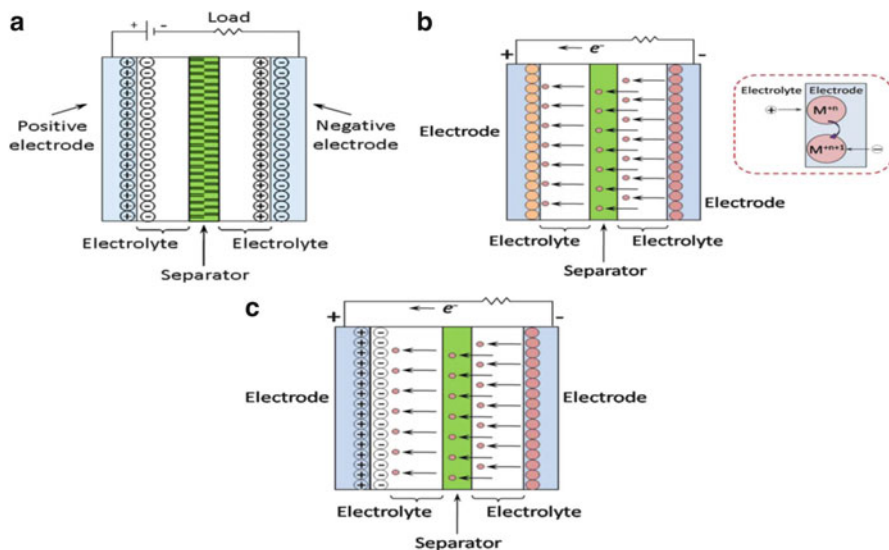 a
Load
+ -
Positive
electrode
Negative
electrode
Electrolyte
Electrolyte
Separator
b
e⁻
+
-
Electrode
Electrode
Electrolyte
Electrolyte
Separator
Electrolyte
Electrode
+
M⁺ⁿ
M⁺ⁿ⁺¹
−
c
e⁻
+
-
Electrode
Electrode
Electrolyte
Electrolyte
Separator